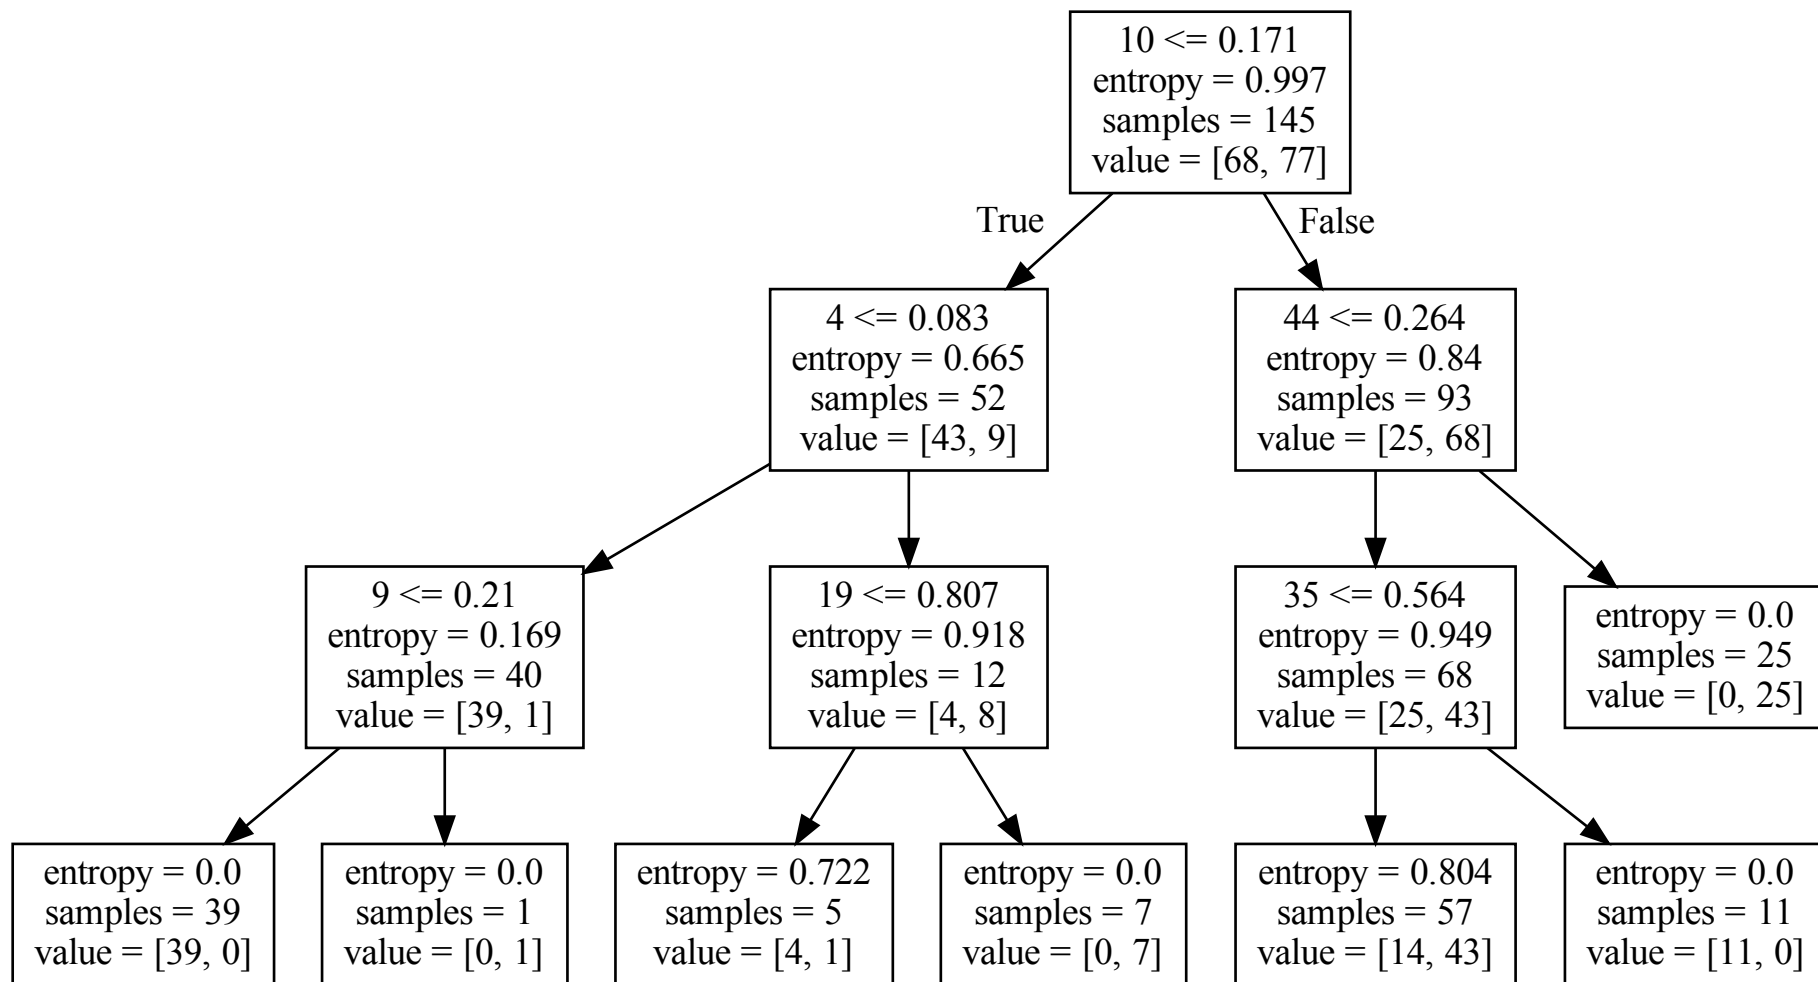 10 <= 0.171
entropy = 0.997
samples = 145
value = [68, 77]
True
False
4 <= 0.083
entropy = 0.665
samples = 52
value = [43, 9]
44 <= 0.264
entropy = 0.84
samples = 93
value = [25, 68]
9 <= 0.21
entropy = 0.169
samples = 40
value = [39, 1]
19 <= 0.807
entropy = 0.918
samples = 12
value = [4, 8]
35 <= 0.564
entropy = 0.949
samples = 68
value = [25, 43]
entropy = 0.0
samples = 25
value = [0, 25]
entropy = 0.0
samples = 39
value = [39, 0]
entropy = 0.0
samples = 1
value = [0, 1]
entropy = 0.722
samples = 5
value = [4, 1]
entropy = 0.0
samples = 7
value = [0, 7]
entropy = 0.804
samples = 57
value = [14, 43]
entropy = 0.0
samples = 11
value = [11, 0]